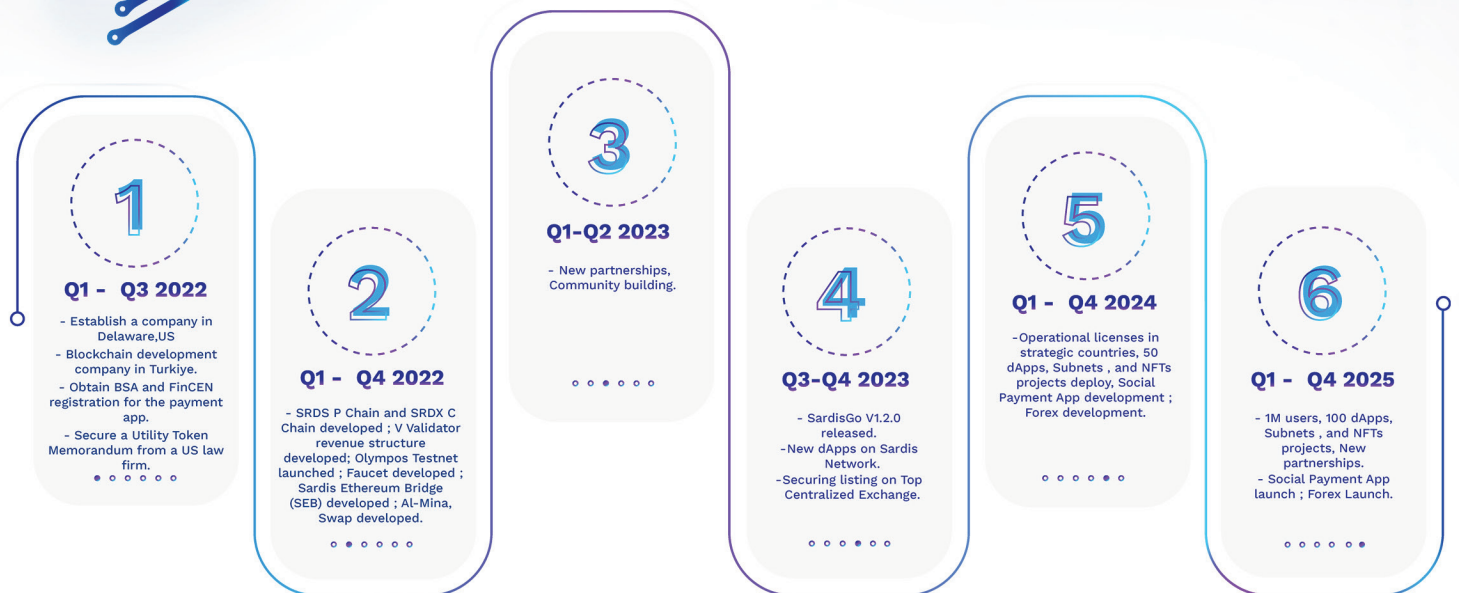 1
Q1 - Q3 2022
- Establish a company in
Delaware,US
- Blockchain development
company in Turkiye.
- Obtain BSA and FinCEN
registration for the payment
app.
- Secure a Utility Token
Memorandum from a US law
firm.
2
Q1 - Q4 2022
- SRDS P Chain and SRDX C
Chain developed ; V Validator
revenue structure
developed; Olympos Testnet
launched ; Faucet developed ;
Sardis Ethereum Bridge
(SEB) developed ; Al-Mina,
Swap developed.
3
Q1-Q2 2023
- New partnerships,
Community building.
4
Q3-Q4 2023
- SardisGo V1.2.0
released.
-New dApps on Sardis
Network.
-Securing listing on Top
Centralized Exchange.
5
Q1 - Q4 2024
-Operational licenses in
strategic countries, 50
dApps, Subnets , and NFTs
projects deploy, Social
Payment App development ;
Forex development.
6
Q1 - Q4 2025
- 1M users, 100 dApps,
Subnets , and NFTs
projects, New
partnerships.
- Social Payment App
launch ; Forex Launch.